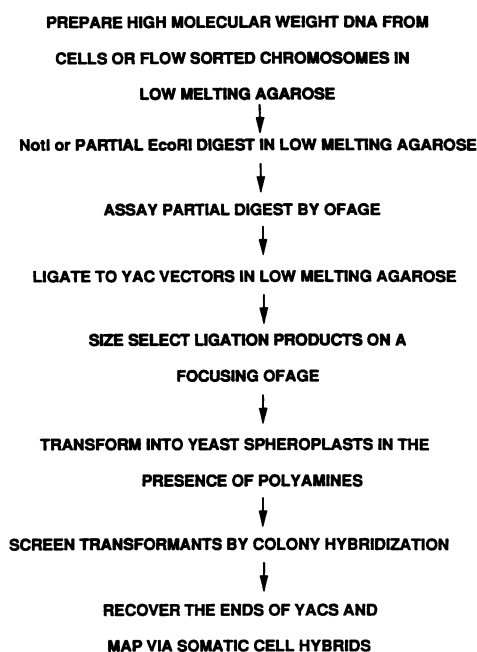 PREPARE HIGH MOLECULAR WEIGHT DNA FROM
CELLS OR FLOW SORTED CHROMOSOMES IN
LOW MELTING AGAROSE
NotI or PARTIAL EcoRI DIGEST IN LOW MELTING AGAROSE
ASSAY PARTIAL DIGEST BY OFAGE
LIGATE TO YAC VECTORS IN LOW MELTING AGAROSE
SIZE SELECT LIGATION PRODUCTS ON A
FOCUSING OFAGE
TRANSFORM INTO YEAST SPHEROPLASTS IN THE
PRESENCE OF POLYAMINES
SCREEN TRANSFORMANTS BY COLONY HYBRIDIZATION
RECOVER THE ENDS OF YACS AND
MAP VIA SOMATIC CELL HYBRIDS